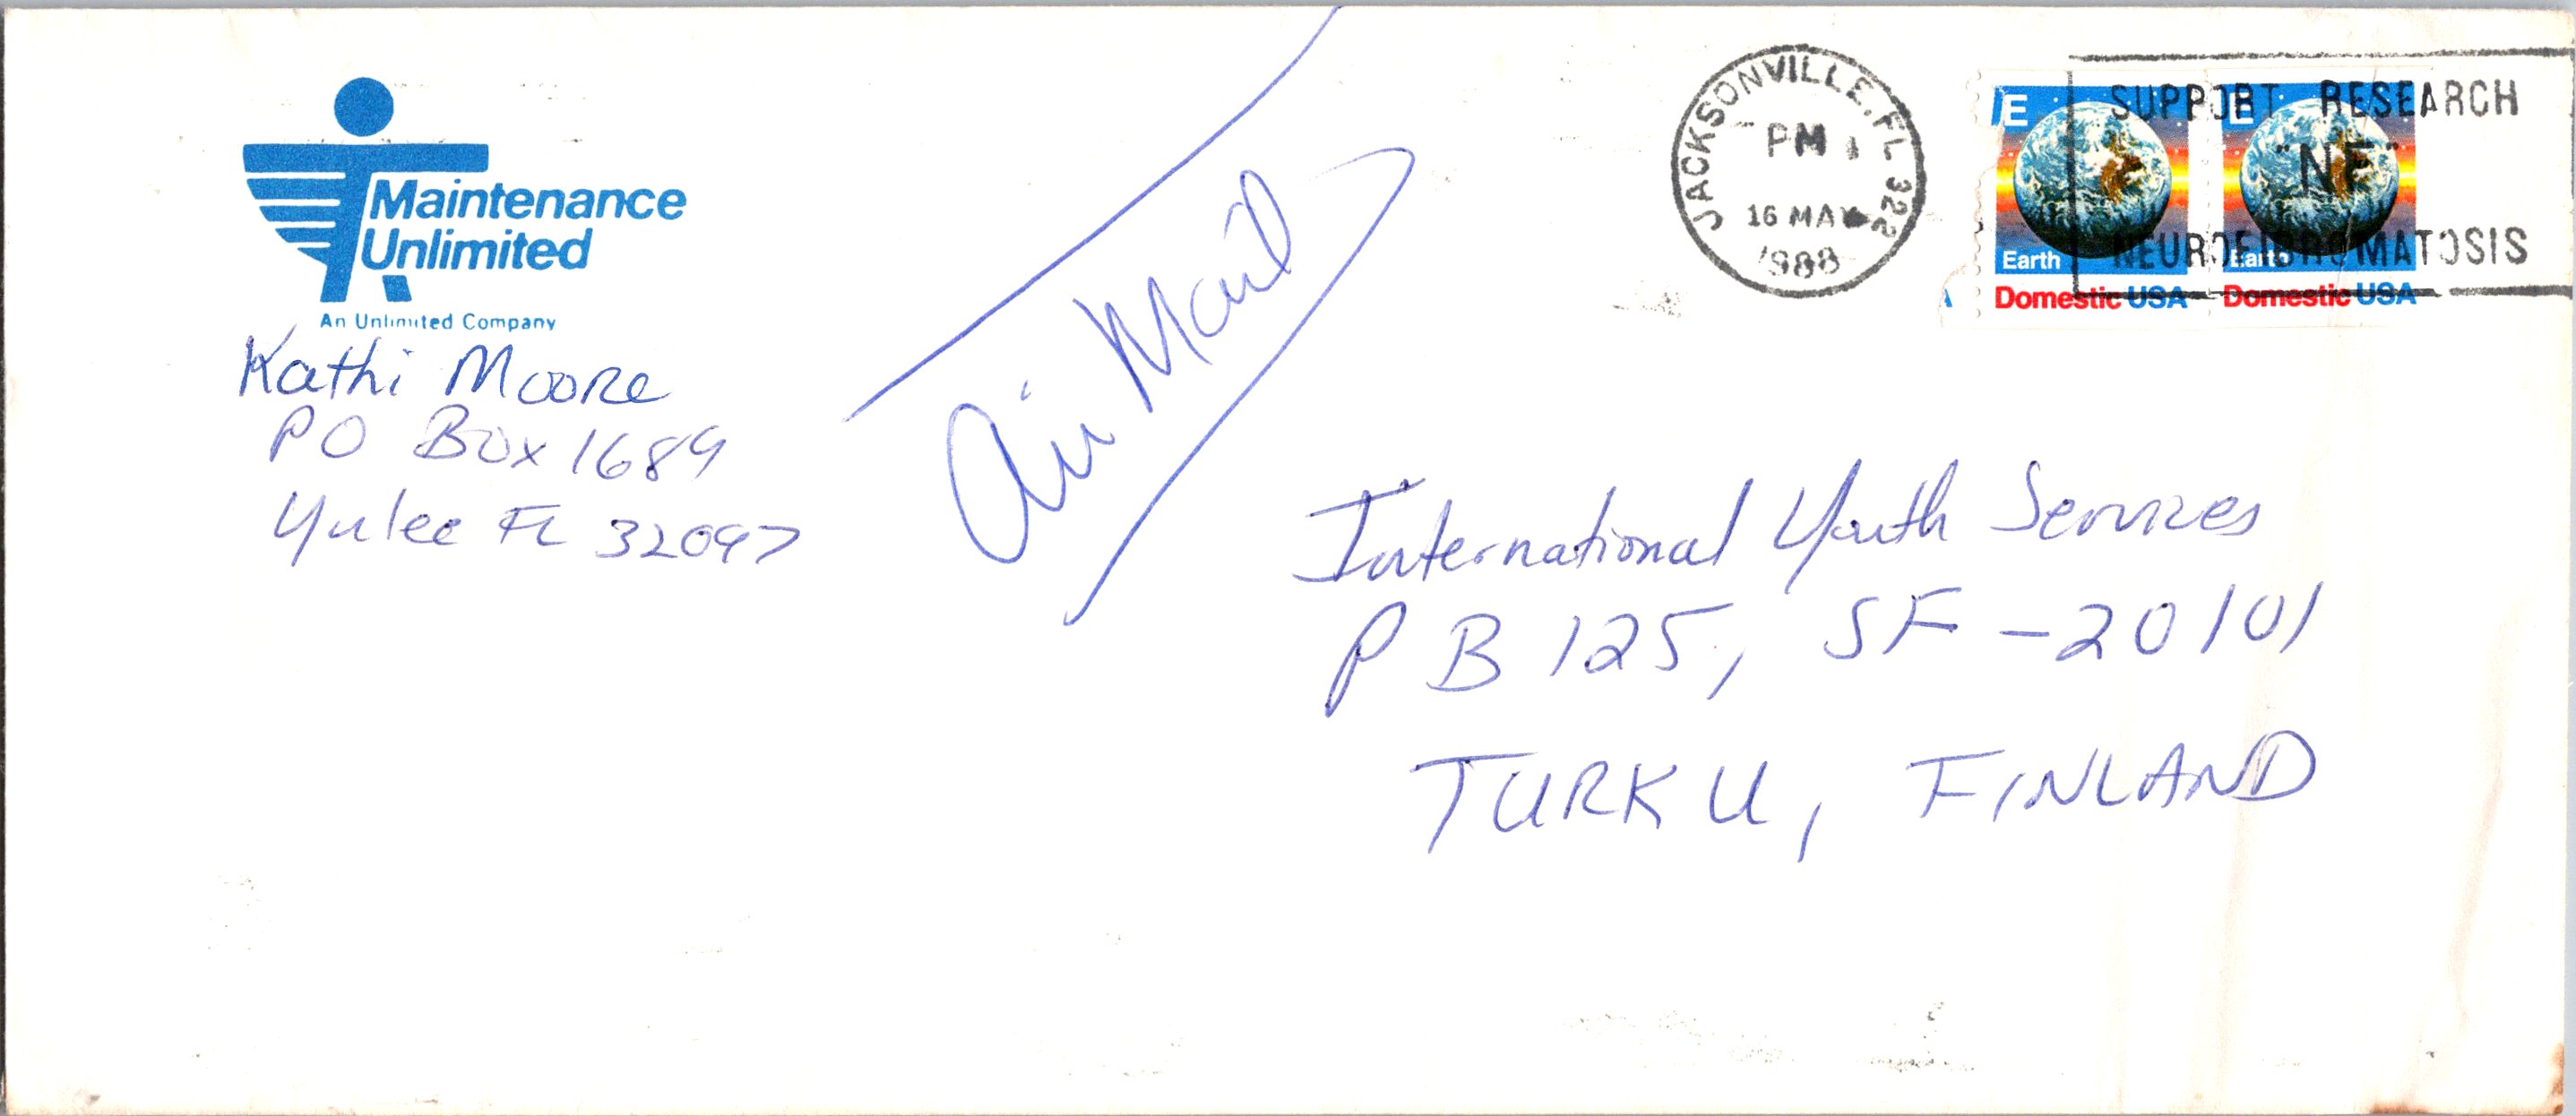 Maintenance
Unlimited
An Unlimited Company
Kathi Moore
PO Box 1689
Yulee FL 32097
Air Mail
JACKSONVILLE, FL 322
PM
16 MAY
1988
SUPPORT RESEARCH
"NF"
NEUROFIBROMATOSIS
E
Earth
Domestic USA
E
Earth
Domestic USA
International Youth Services
P B 125, SF - 20101
TURKU, FINLAND